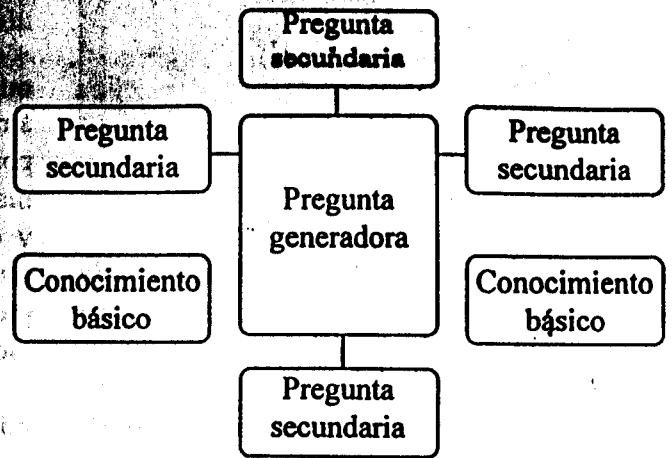 Pregunta
secundaria
Pregunta
secundaria
Pregunta
generadora
Pregunta
secundaria
Conocimiento
básico
Conocimiento
básico
Pregunta
secundaria